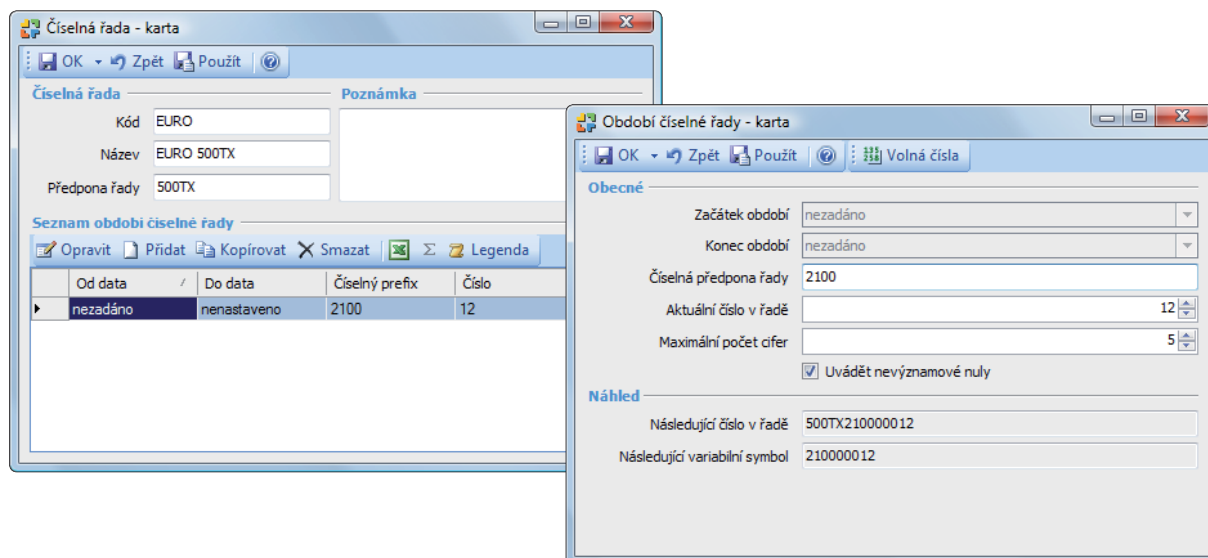 Číselná řada - karta
OK Zpět Použít
Číselná řada
Poznámka
Kód EURO
Název EURO 500TX
Předpona řady 500TX
Seznam období číselné řady
Opravit Přidat Kopírovat Smazat Σ Legenda
Od data / Do data Číselný prefix Číslo
nezadáno nenastaveno 2100 12
Období číselné řady - karta
OK Zpět Použít Volná čísla
Obecné
Začátek období nezadáno
Konec období nezadáno
Číselná předpona řady 2100
Aktuální číslo v řadě 12
Maximální počet cifer 5
Uvádět nevýznamové nuly
Náhled
Následující číslo v řadě 500TX210000012
Následující variabilní symbol 210000012